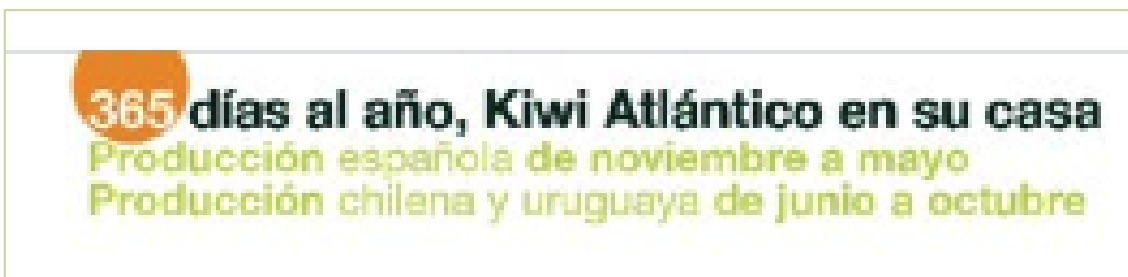 365 días al año, Kiwi Atlántico en su casa
Producción española de noviembre a mayo
Producción chilena y uruguaya de junio a octubre